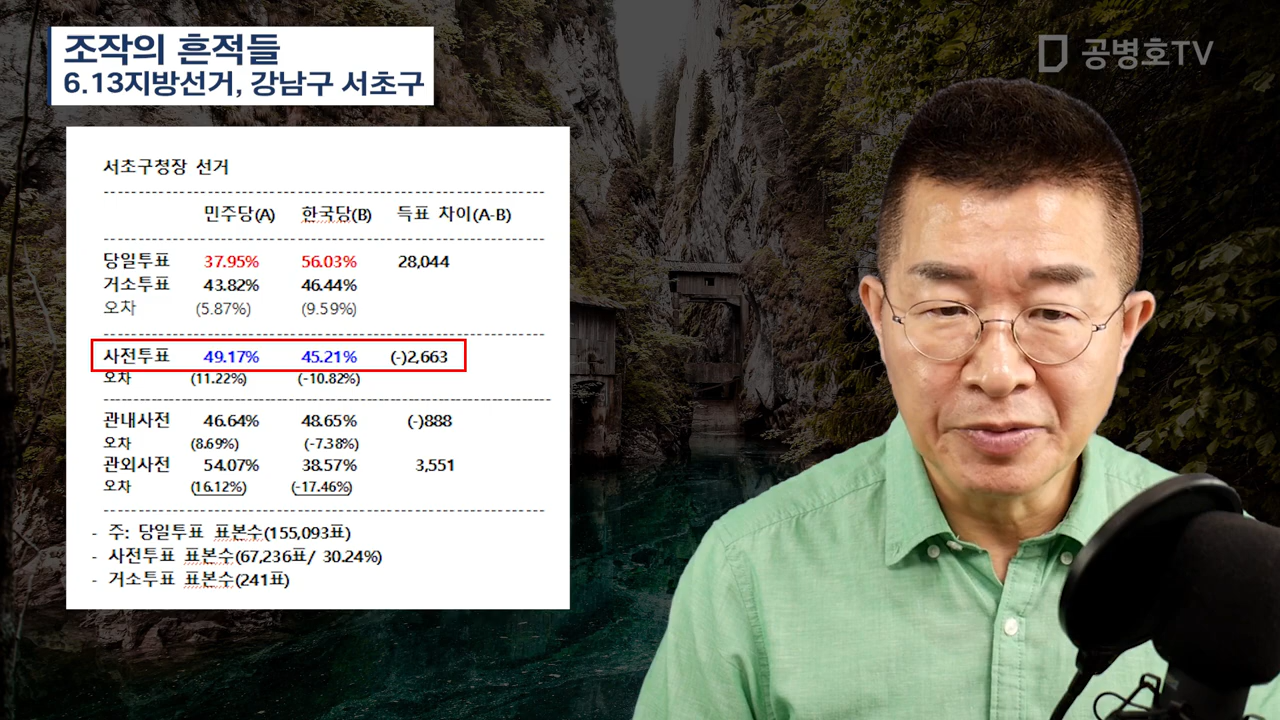 조작의 흔적들
6.13지방선거, 강남구 서초구
공병호TV
서초구청장 선거
민주당(A) 한국당(B) 득표 차이(A-B)
당일투표 37.95% 56.03% 28,044
거소투표 43.82% 46.44%
오차 (5.87%) (9.59%)
사전투표 49.17% 45.21% (-)2,663
오차 (11.22%) (-10.82%)
관내사전 46.64% 48.65% (-)888
오차 (8.69%) (-7.38%)
관외사전 54.07% 38.57% 3,551
오차 (16.12%) (-17.46%)
- 주: 당일투표 표본수(155,093표)
- 사전투표 표본수(67,236표/ 30.24%)
- 거소투표 표본수(241표)